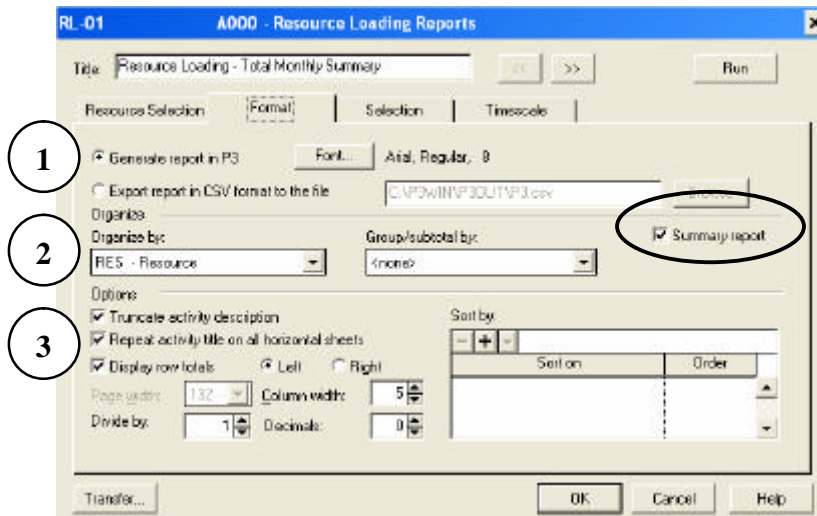 RL-01 A000 - Resource Loading Reports
Title: Resource Loading - Total Monthly Summary << >> Run
Resource Selection Format Selection Timescale
1 Generate report in P3 Font... Arial, Regular, 8
Export report in CSV format to the file C:\P3WIN\P3OUT\P3.csv Browse
Organize
2 Organize by: Group/subtotal by: Summary report
RES - Resource <none>
Options
Truncate activity description Sort by:
3 Repeat activity title on all horizontal sheets - +
Display row totals Left Right Sort on Order
Page width: 132 Column width: 5
Divide by: 1 Decimals: 0
Transfer... OK Cancel Help